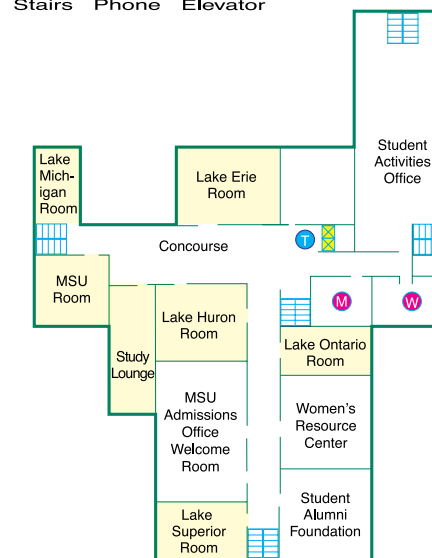 Stairs Phone Elevator
Student
Activities
Office
Lake
Mich-
igan
Room
Lake Erie
Room
Concourse
T
MSU
Room
M
W
Lake Huron
Room
Lake Ontario
Room
Study
Lounge
MSU
Admissions
Office
Welcome
Room
Women's
Resource
Center
Student
Alumni
Foundation
Lake
Superior
Room